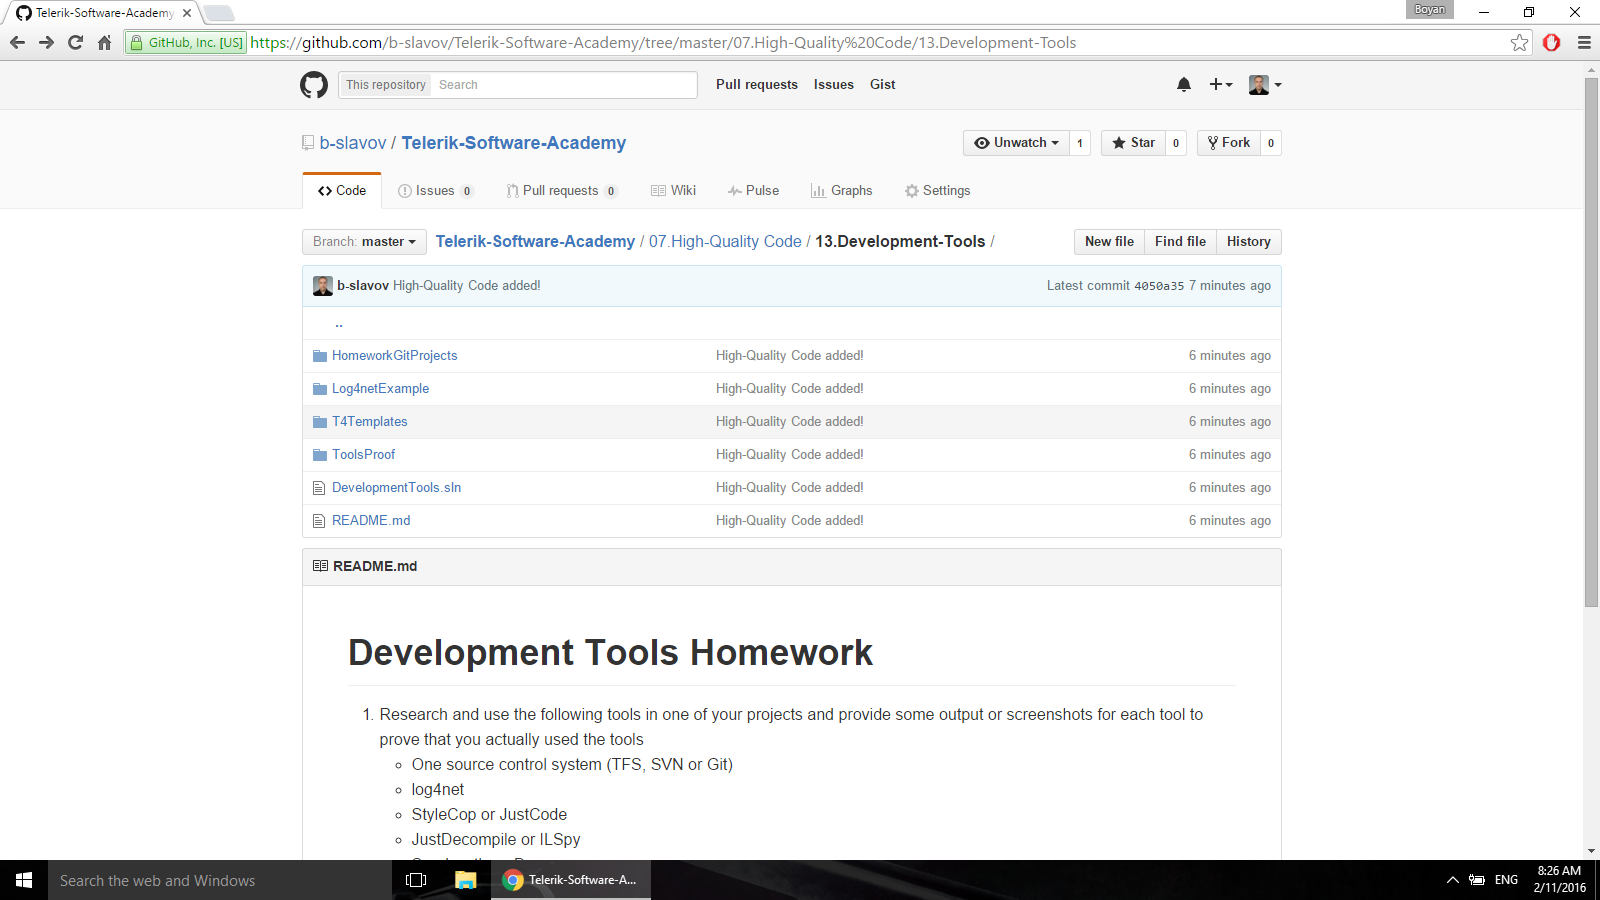 Telerik-Software-Academy
Boyan
GitHub, Inc. [US]
https://github.com/b-slavov/Telerik-Software-Academy/tree/master/07.High-Quality%20Code/13.Development-Tools
This repository Search Pull requests Issues Gist
b-slavov / Telerik-Software-Academy Unwatch 1 Star 0 Fork 0
Code Issues 0 Pull requests 0 Wiki Pulse Graphs Settings
Branch: master Telerik-Software-Academy / 07.High-Quality Code / 13.Development-Tools / New file Find file History
b-slavov High-Quality Code added! Latest commit 4050a35 7 minutes ago
..
HomeworkGitProjects High-Quality Code added! 6 minutes ago
Log4netExample High-Quality Code added! 6 minutes ago
T4Templates High-Quality Code added! 6 minutes ago
ToolsProof High-Quality Code added! 6 minutes ago
DevelopmentTools.sln High-Quality Code added! 6 minutes ago
README.md High-Quality Code added! 6 minutes ago
README.md
Development Tools Homework
1. Research and use the following tools in one of your projects and provide some output or screenshots for each tool to
prove that you actually used the tools
One source control system (TFS, SVN or Git)
log4net
StyleCop or JustCode
JustDecompile or ILSpy
Search the web and Windows Telerik-Software-A... ENG 8:26 AM
2/11/2016